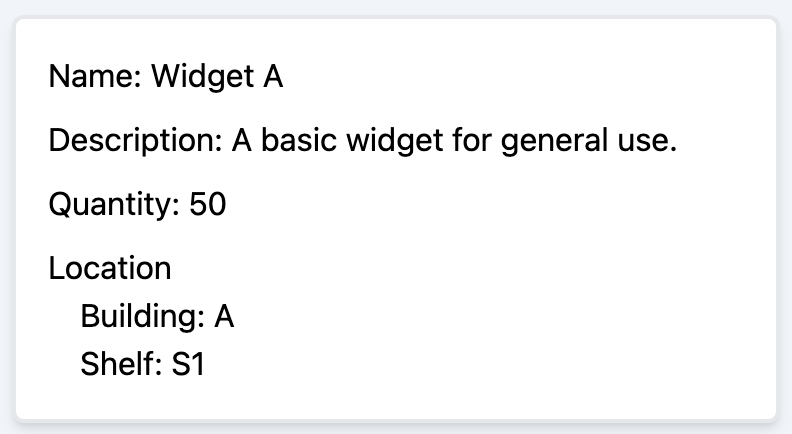 Name: Widget A
Description: A basic widget for general use.
Quantity: 50
Location
Building: A
Shelf: S1